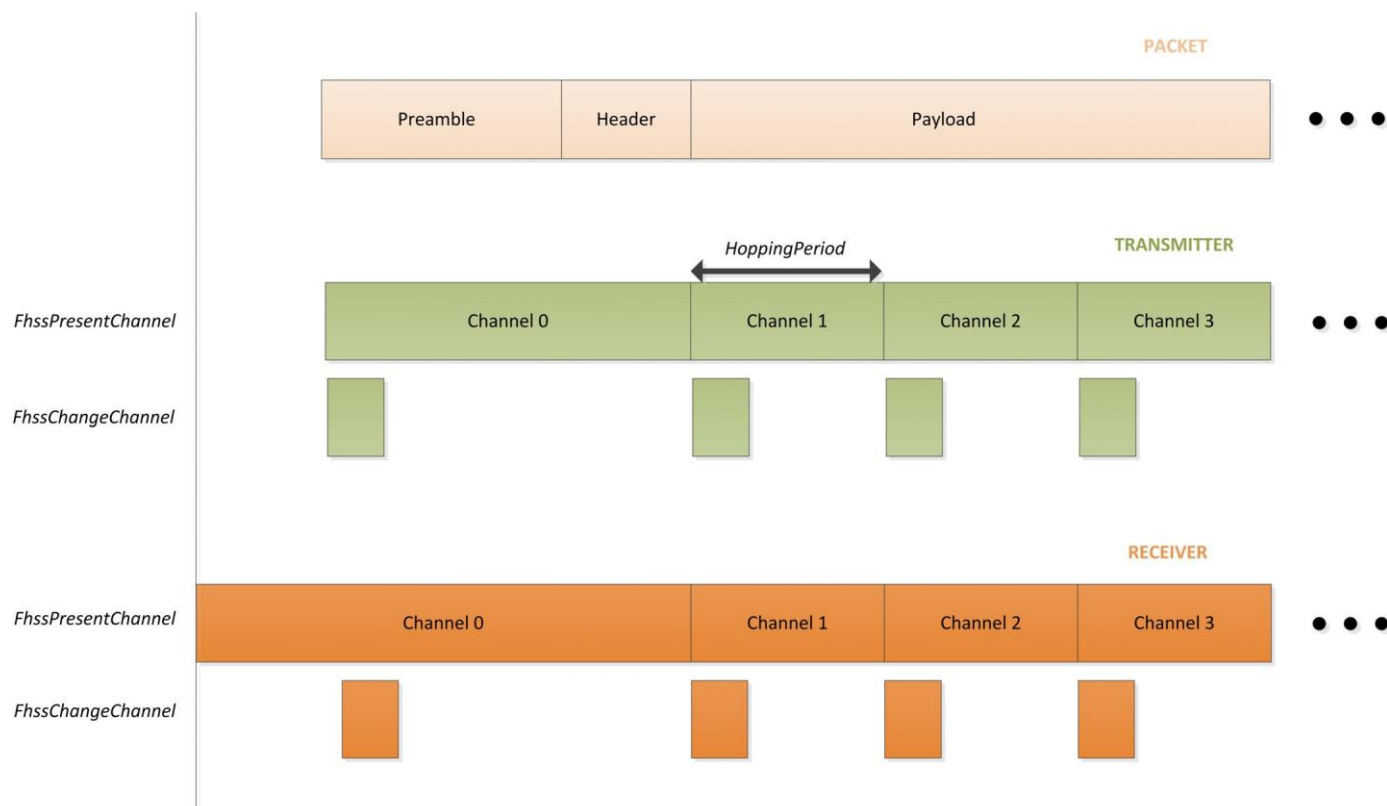 PACKET
Preamble Header Payload
HoppingPeriod
TRANSMITTER
FhssPresentChannel Channel 0 Channel 1 Channel 2 Channel 3
FhssChangeChannel
RECEIVER
FhssPresentChannel Channel 0 Channel 1 Channel 2 Channel 3
FhssChangeChannel